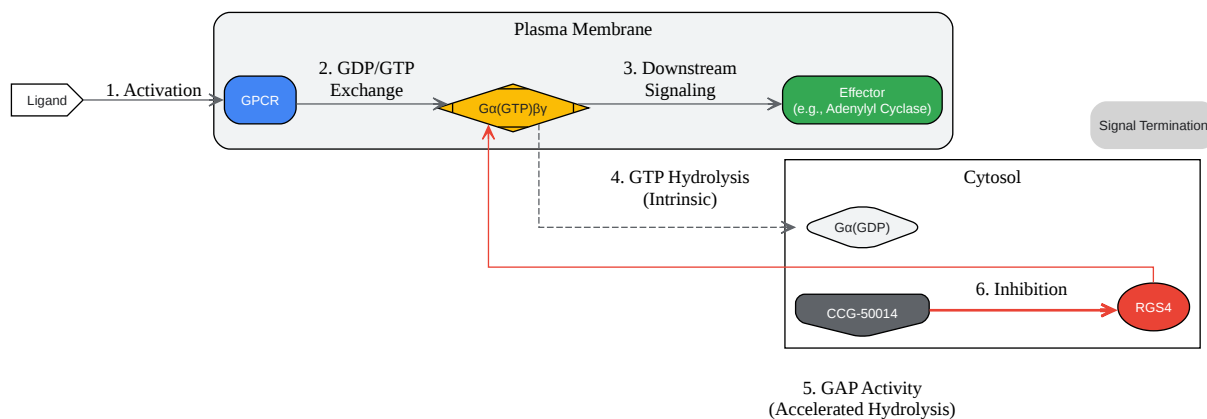 Plasma Membrane
Ligand
1. Activation
GPCR
2. GDP/GTP
Exchange
Gα(GTP)βγ
3. Downstream
Signaling
Effector
(e.g., Adenylyl Cyclase)
Signal Termination
4. GTP Hydrolysis
(Intrinsic)
Cytosol
Gα(GDP)
CCG-50014
6. Inhibition
RGS4
5. GAP Activity
(Accelerated Hydrolysis)